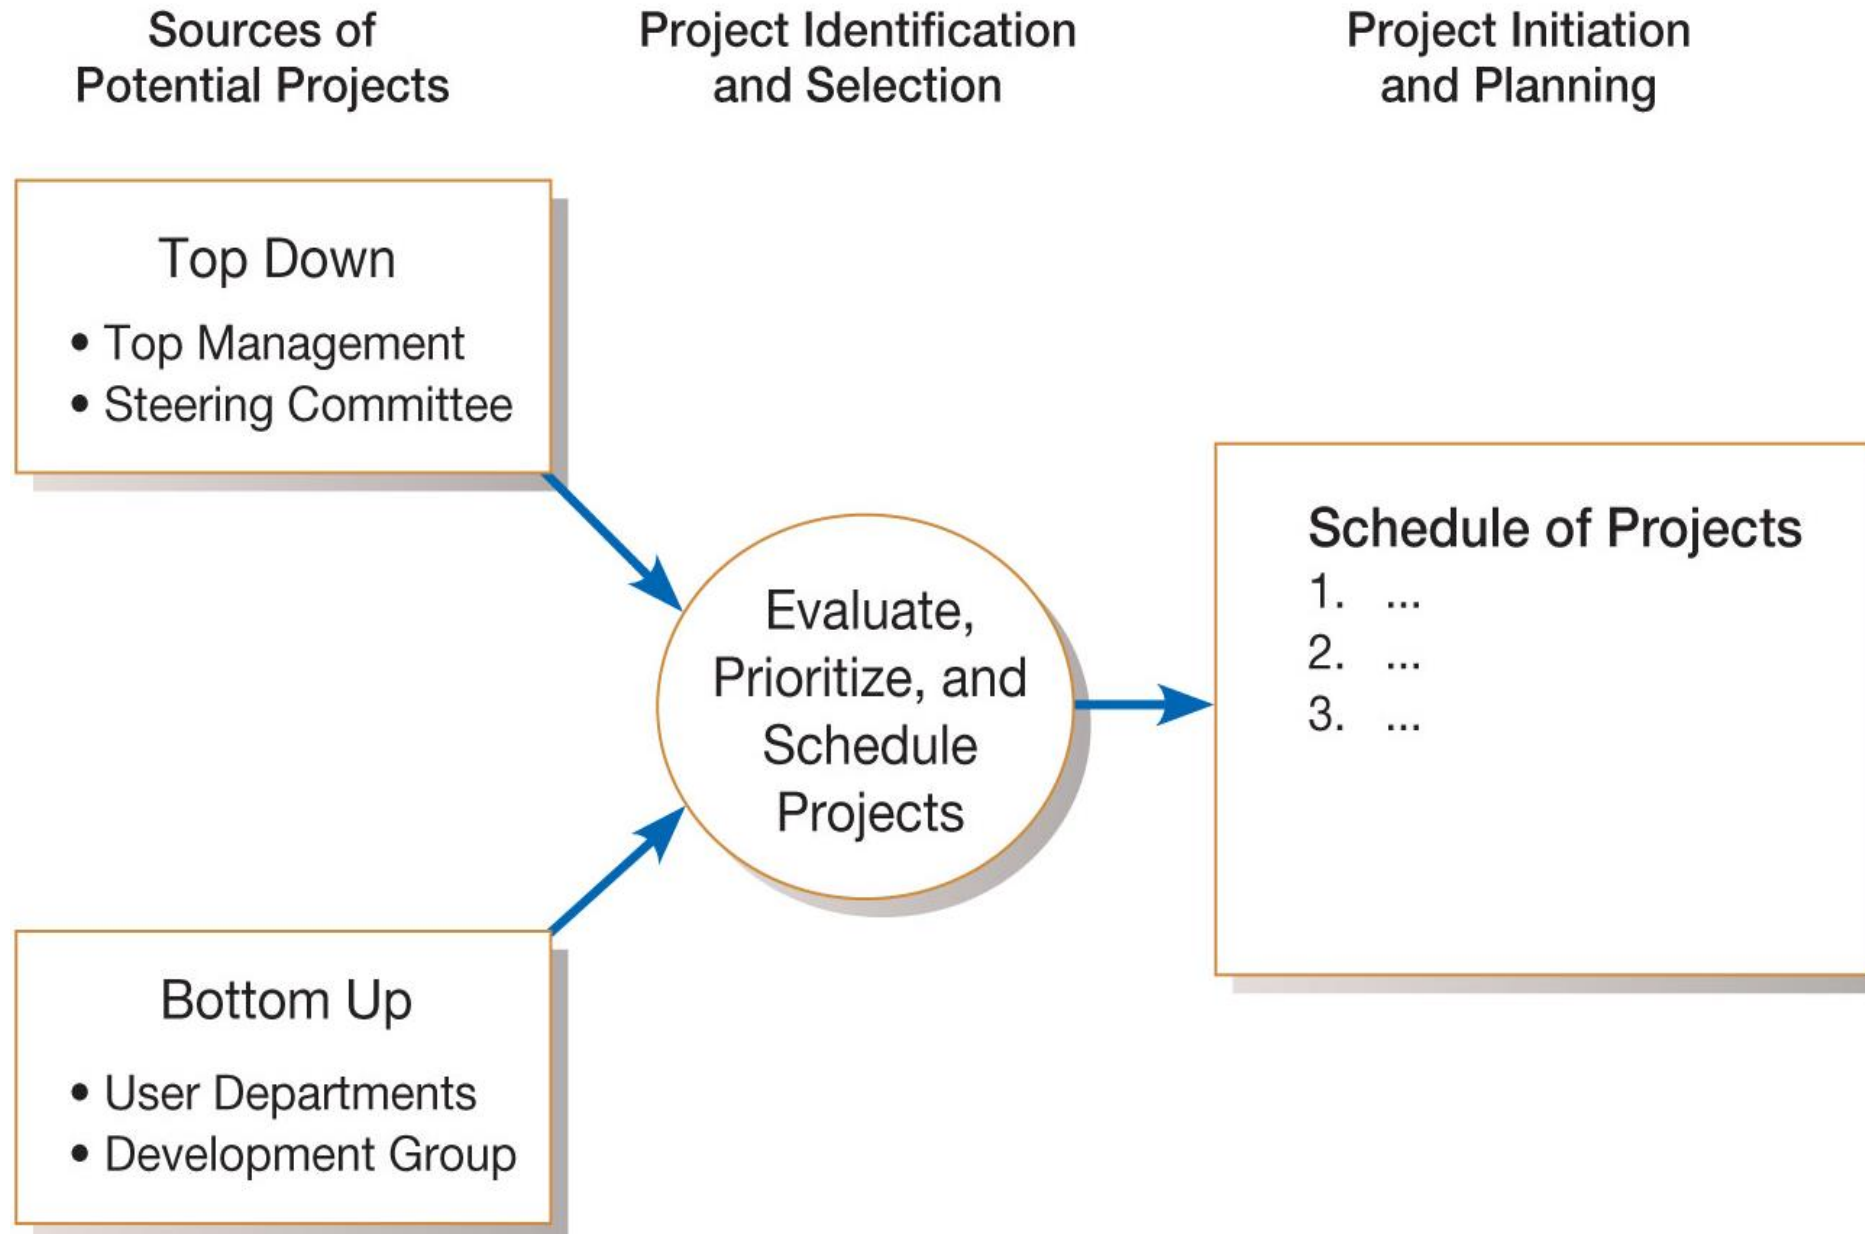 Sources of
Potential Projects
Project Identification
and Selection
Project Initiation
and Planning
Top Down
• Top Management
• Steering Committee
Evaluate,
Prioritize, and
Schedule
Projects
Schedule of Projects
1. ...
2. ...
3. ...
Bottom Up
• User Departments
• Development Group